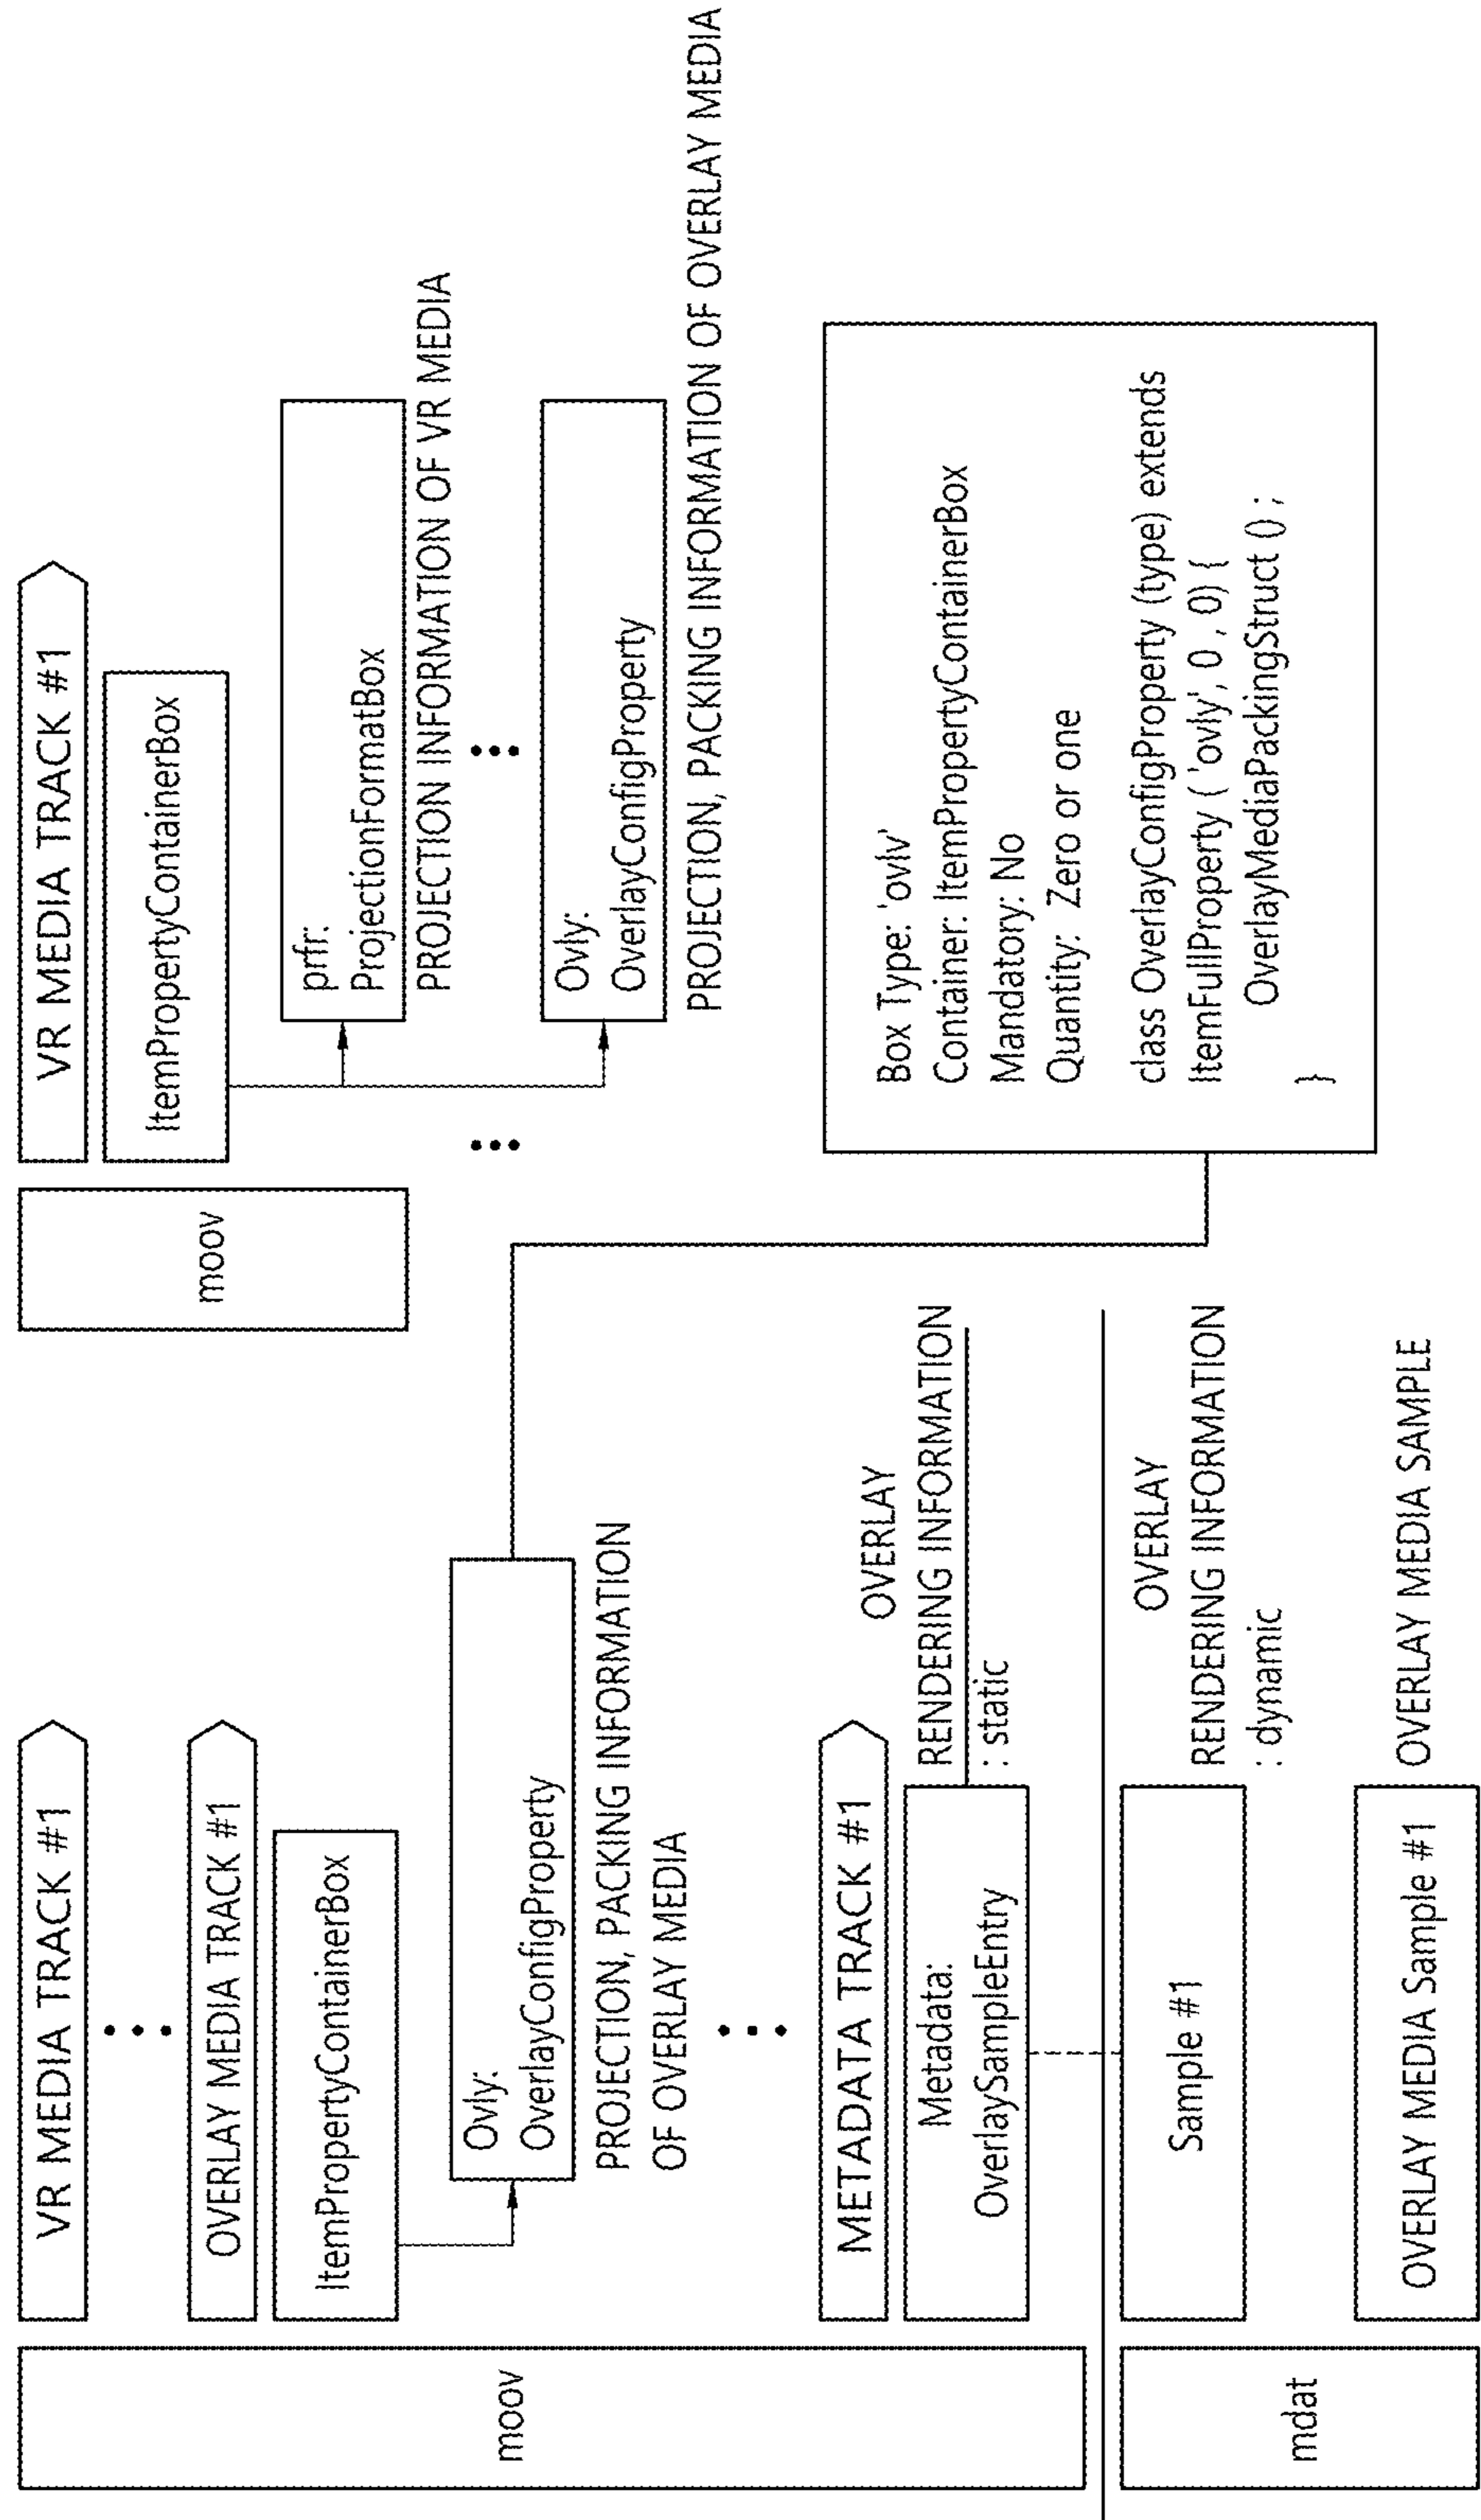 moov
VR MEDIA TRACK #1
OVERLAY MEDIA TRACK #1
ItemPropertyContainerBox
Ovly:
OverlayConfigProperty
PROJECTION, PACKING INFORMATION
OF OVERLAY MEDIA
METADATA TRACK #1
Metadata:
OverlaySampleEntry
OVERLAY
RENDERING INFORMATION
: static
mdat
Sample #1
OVERLAY
RENDERING INFORMATION
: dynamic
OVERLAY MEDIA Sample #1
OVERLAY MEDIA SAMPLE
moov
VR MEDIA TRACK #1
ItemPropertyContainerBox
prfr:
ProjectionFormatBox
PROJECTION INFORMATION OF VR MEDIA
Ovly:
OverlayConfigProperty
PROJECTION, PACKING INFORMATION OF OVERLAY MEDIA
Box Type: 'ovlv'
Container: ItemPropertyContainerBox
Mandatory: No
Quantity: Zero or one
class OverlayConfigProperty (type) extends
ItemFullProperty ( 'ovly', 0 , 0) {
OverlayMediaPackingStruct () ;
}